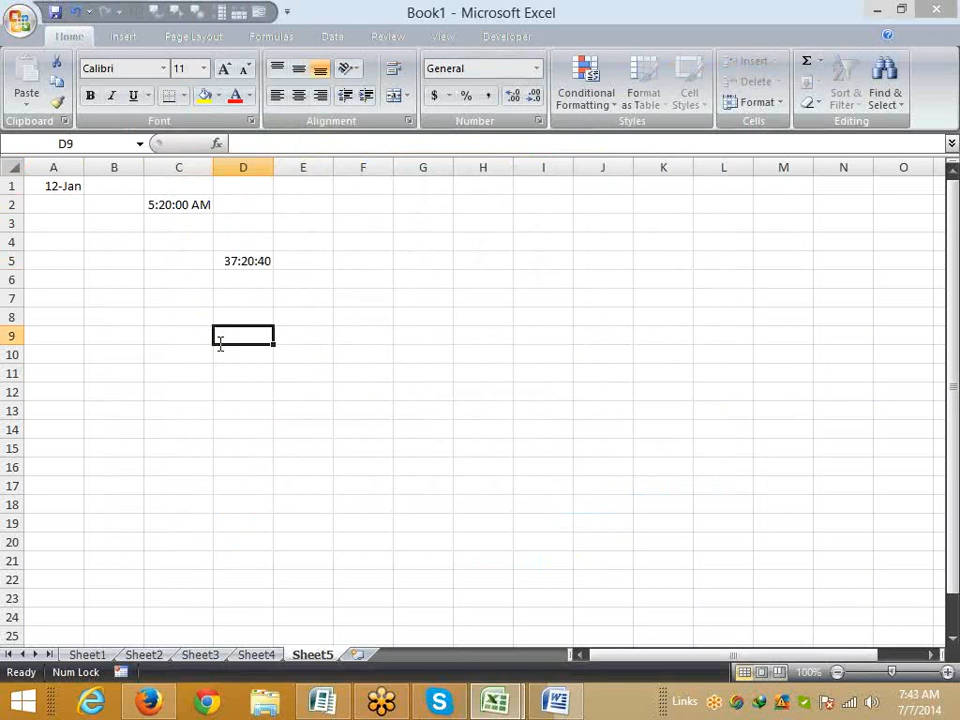 Book1 - Microsoft Excel
Home Insert Page Layout Formulas Data Review View Developer
Calibri 11 General Insert
Delete
Paste B I U $ % , Conditional Format Cell Format Sort & Find &
Formatting as Table Styles Filter Select
Clipboard Font Alignment Number Styles Cells Editing
D9 fx
A B C D E F G H I J K L M N O
1 12-Jan
2 5:20:00 AM
3
4
5 37:20:40
6
7
8
9
10
11
12
13
14
15
16
17
18
19
20
21
22
23
24
25
Sheet1 Sheet2 Sheet3 Sheet4 Sheet5
Ready Num Lock 100%
Links 7:43 AM
7/7/2014